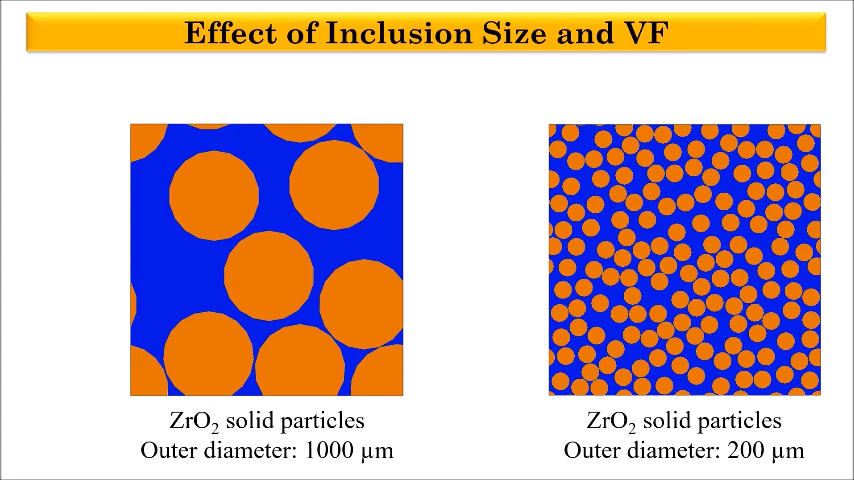 Effect of Inclusion Size and VF
ZrO₂ solid particles
Outer diameter: 1000 µm
ZrO₂ solid particles
Outer diameter: 200 µm